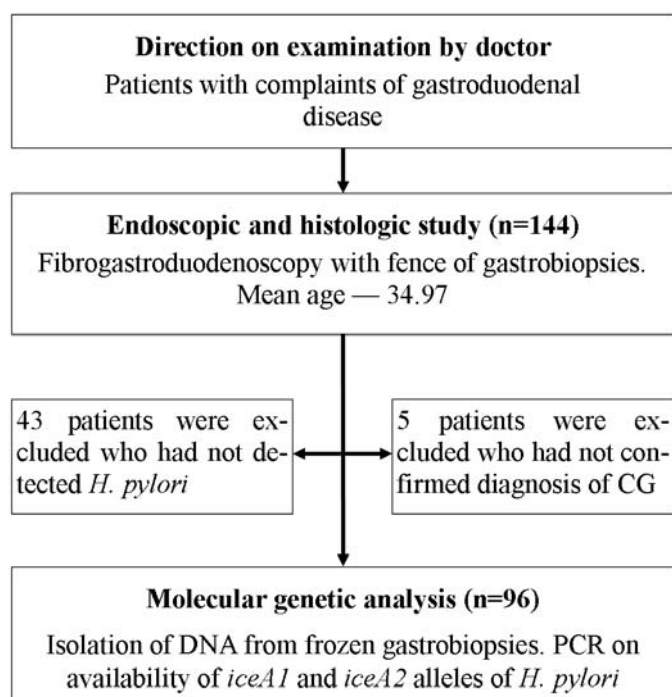 Direction on examination by doctor
Patients with complaints of gastroduodenal
disease
Endoscopic and histologic study (n=144)
Fibrogastroduodenoscopy with fence of gastrobiopsies.
Mean age — 34.97
43 patients were ex-
cluded who had not de-
tected H. pylori
5 patients were
excluded who had not con-
firmed diagnosis of CG
Molecular genetic analysis (n=96)
Isolation of DNA from frozen gastrobiopsies. PCR on
availability of iceA1 and iceA2 alleles of H. pylori